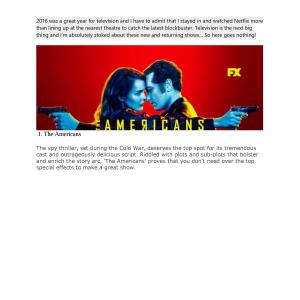 2016 was a great year for television and I have to admit that I stayed in and watched Netflix more
than lining up at the nearest theatre to catch the latest blockbuster. Television is the next big
thing and I'm absolutely stoked about these new and returning shows... So here goes nothing!
FX
THE AMERICANS
1. The Americans
The spy thriller, set during the Cold War, deserves the top spot for its tremendous
cast and outrageously delicious script. Riddled with plots and sub-plots that bolster
and enrich the story arc, 'The Americans' proves that you don't need over the top
special effects to make a great show.